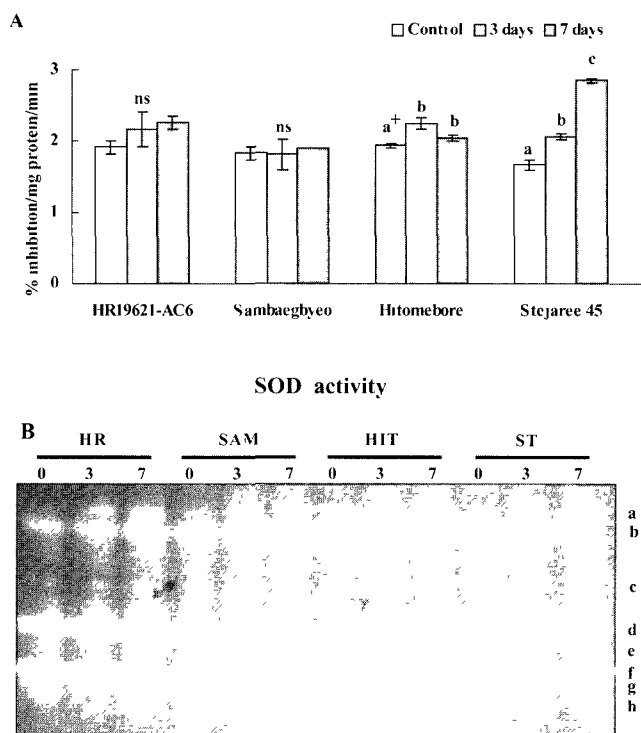 A
Control 3 days 7 days
% inhibition/mg protein/min
3
2
1
0
ns
ns
a+ b b
a b c
HR19621-AC6 Sambaegbyeo Hitomebore Stejaree 45
SOD activity
B
HR SAM HIT ST
0 3 7 0 3 7 0 3 7 0 3 7
a
b
c
d
e
f
g
h